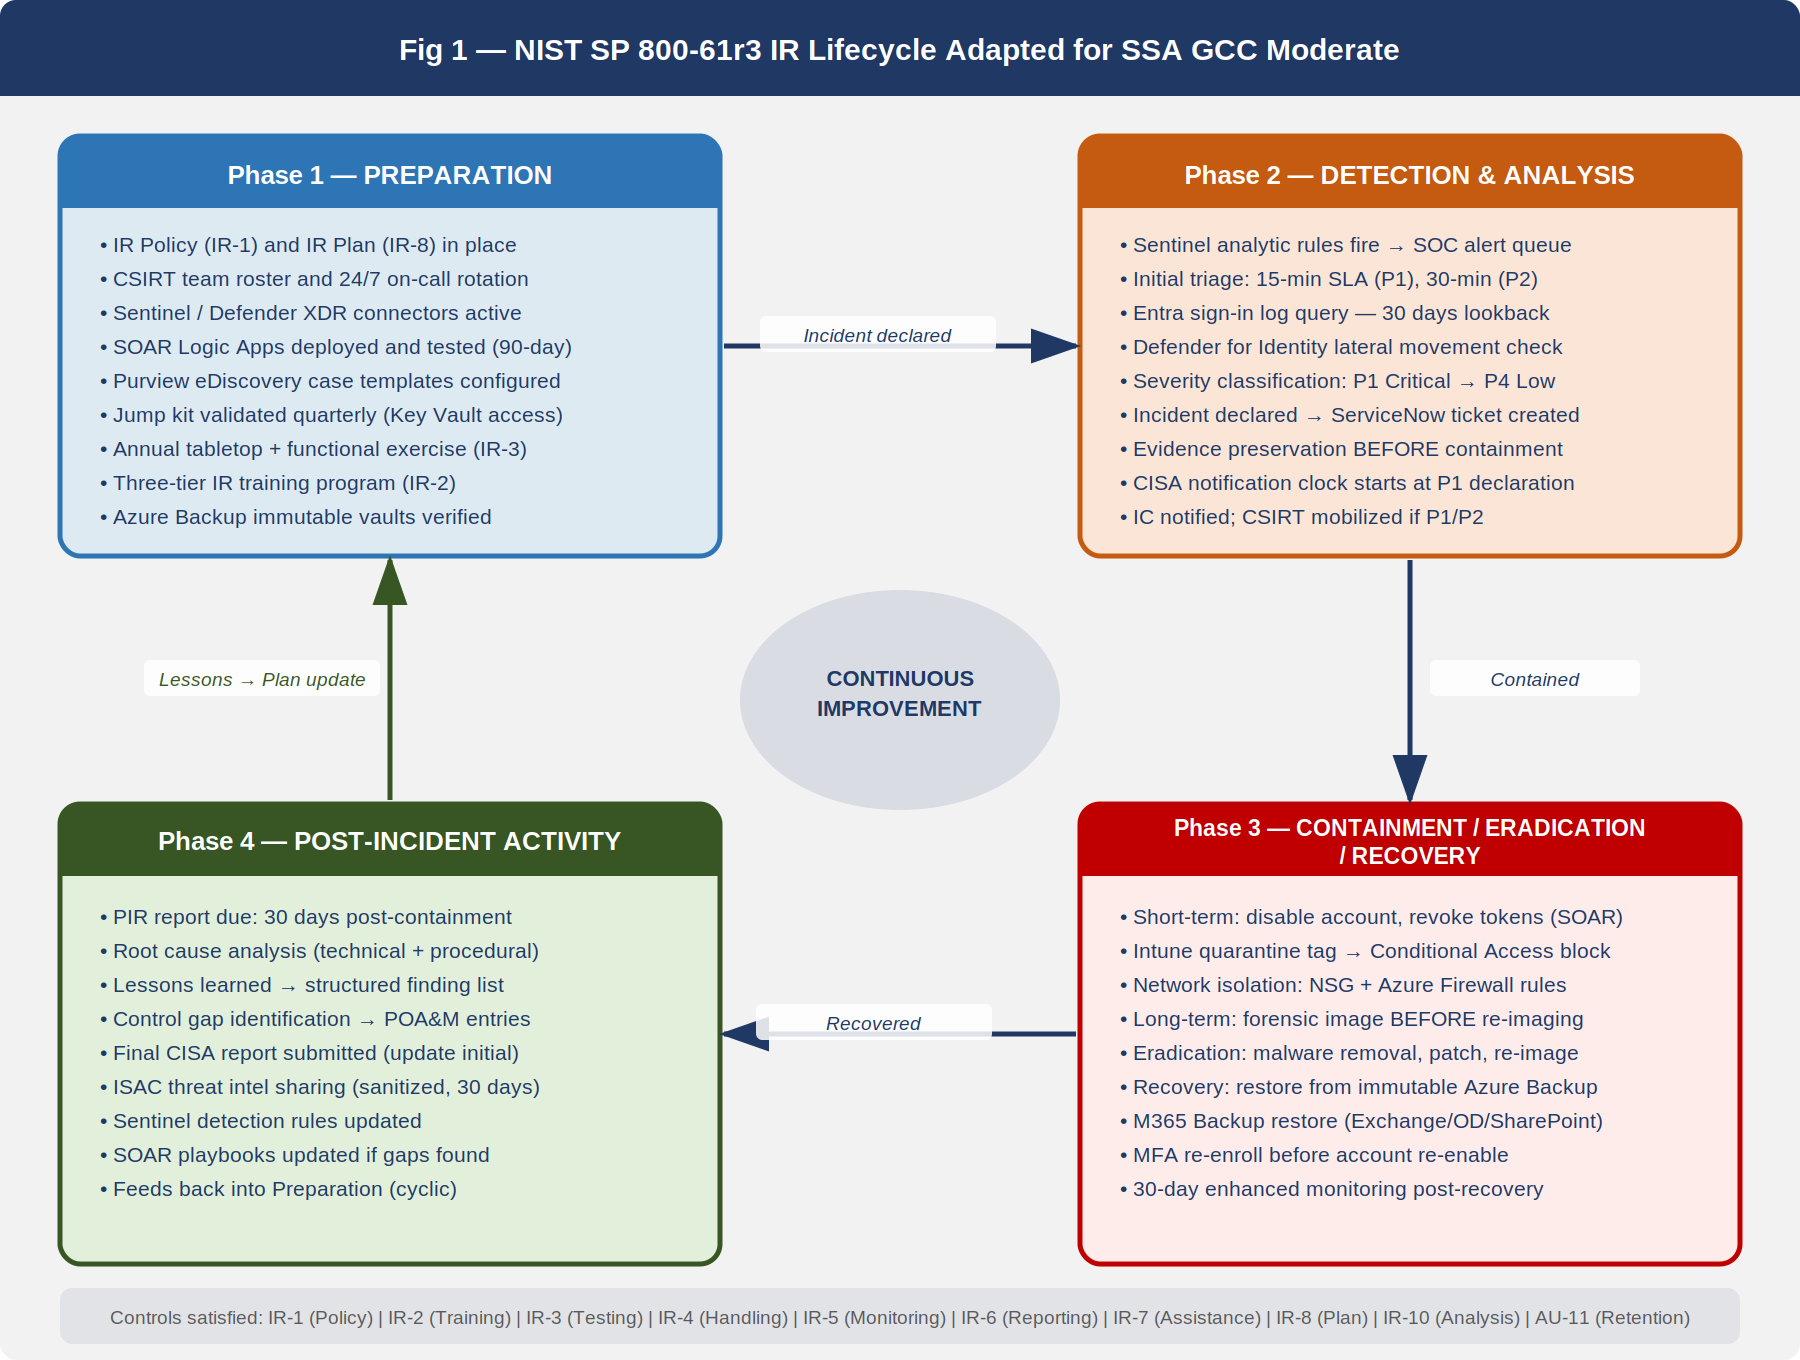 Fig 1 — NIST SP 800-61r3 IR Lifecycle Adapted for SSA GCC Moderate
Phase 1 — PREPARATION
• IR Policy (IR-1) and IR Plan (IR-8) in place
• CSIRT team roster and 24/7 on-call rotation
• Sentinel / Defender XDR connectors active
• SOAR Logic Apps deployed and tested (90-day)
• Purview eDiscovery case templates configured
• Jump kit validated quarterly (Key Vault access)
• Annual tabletop + functional exercise (IR-3)
• Three-tier IR training program (IR-2)
• Azure Backup immutable vaults verified
Incident declared
Phase 2 — DETECTION & ANALYSIS
• Sentinel analytic rules fire → SOC alert queue
• Initial triage: 15-min SLA (P1), 30-min (P2)
• Entra sign-in log query — 30 days lookback
• Defender for Identity lateral movement check
• Severity classification: P1 Critical → P4 Low
• Incident declared → ServiceNow ticket created
• Evidence preservation BEFORE containment
• CISA notification clock starts at P1 declaration
• IC notified; CSIRT mobilized if P1/P2
Lessons → Plan update
CONTINUOUS
IMPROVEMENT
Contained
Phase 4 — POST-INCIDENT ACTIVITY
• PIR report due: 30 days post-containment
• Root cause analysis (technical + procedural)
• Lessons learned → structured finding list
• Control gap identification → POA&M entries
• Final CISA report submitted (update initial)
• ISAC threat intel sharing (sanitized, 30 days)
• Sentinel detection rules updated
• SOAR playbooks updated if gaps found
• Feeds back into Preparation (cyclic)
Recovered
Phase 3 — CONTAINMENT / ERADICATION
/ RECOVERY
• Short-term: disable account, revoke tokens (SOAR)
• Intune quarantine tag → Conditional Access block
• Network isolation: NSG + Azure Firewall rules
• Long-term: forensic image BEFORE re-imaging
• Eradication: malware removal, patch, re-image
• Recovery: restore from immutable Azure Backup
• M365 Backup restore (Exchange/OD/SharePoint)
• MFA re-enroll before account re-enable
• 30-day enhanced monitoring post-recovery
Controls satisfied: IR-1 (Policy) | IR-2 (Training) | IR-3 (Testing) | IR-4 (Handling) | IR-5 (Monitoring) | IR-6 (Reporting) | IR-7 (Assistance) | IR-8 (Plan) | IR-10 (Analysis) | AU-11 (Retention)